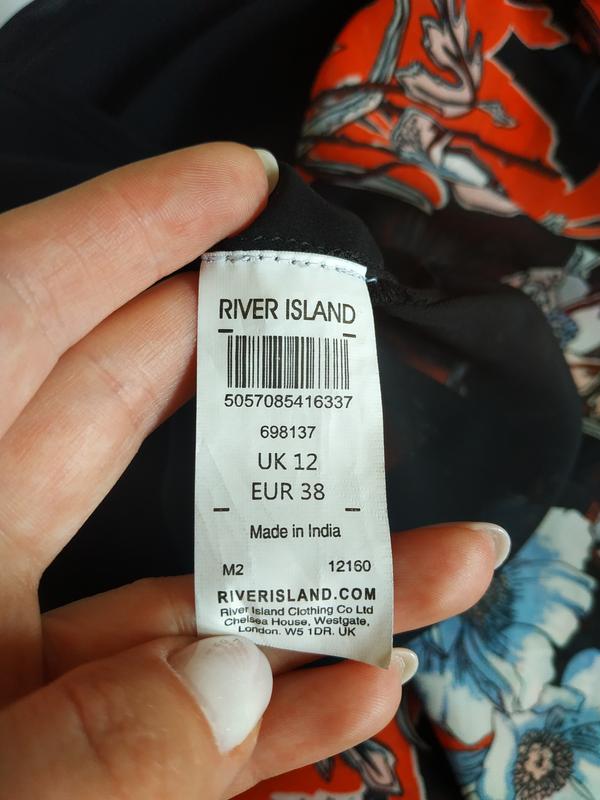 RIVER ISLAND
5057085416337
698137
UK 12
EUR 38
Made in India
M2 12160
RIVERISLAND.COM
River Island Clothing Co Ltd
Chelsea House, Westgate,
London. W5 1DR. UK